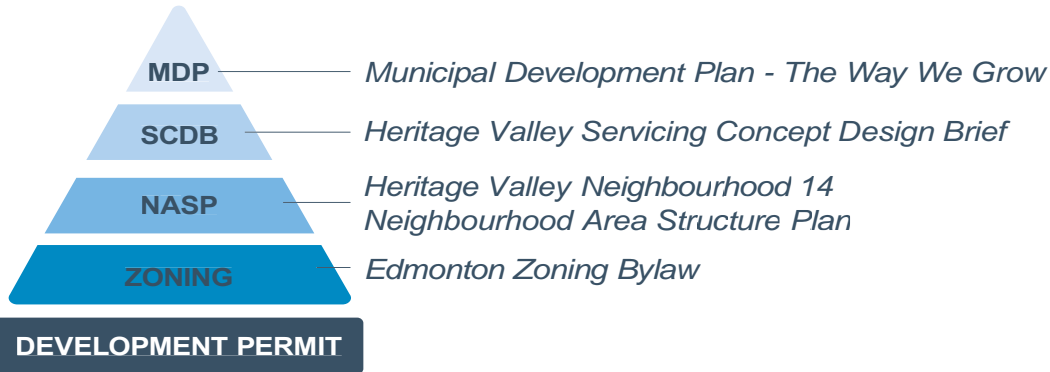 MDP
Municipal Development Plan - The Way We Grow
SCDB
Heritage Valley Servicing Concept Design Brief
NASP
Heritage Valley Neighbourhood 14
Neighbourhood Area Structure Plan
ZONING
Edmonton Zoning Bylaw
DEVELOPMENT PERMIT